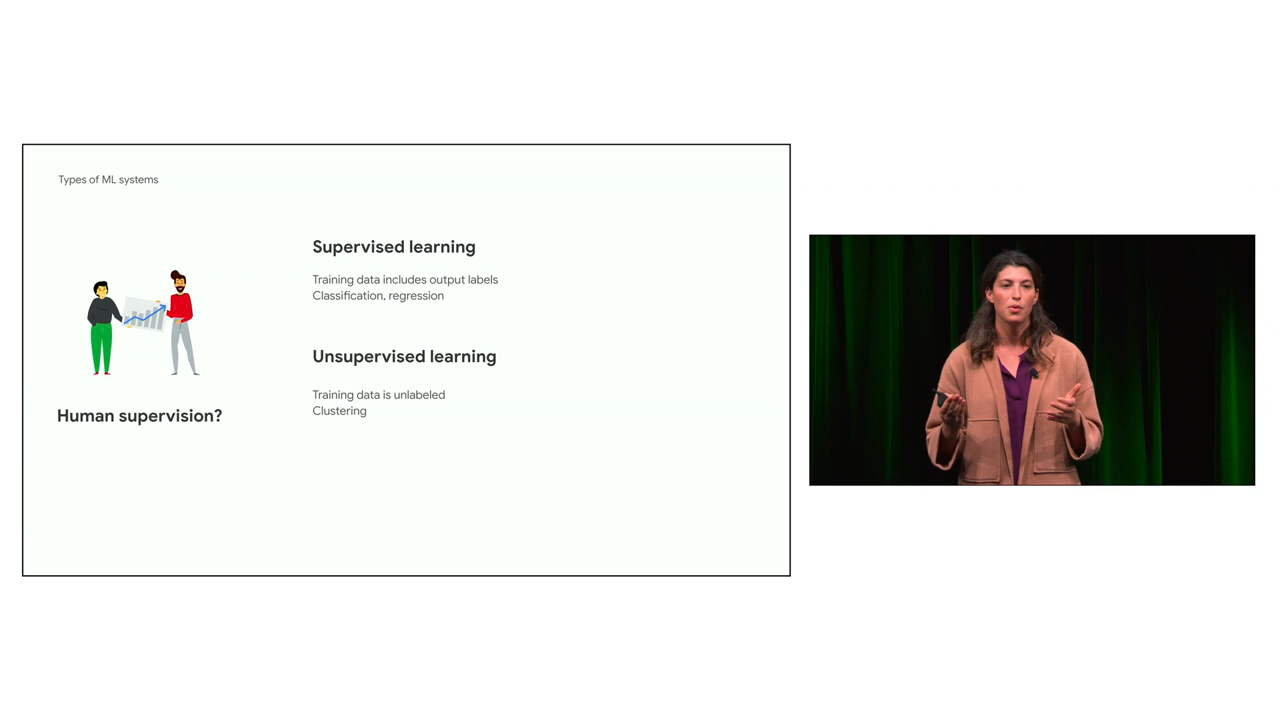 Types of ML systems
Human supervision?
Supervised learning
Training data includes output labels
Classification, regression
Unsupervised learning
Training data is unlabeled
Clustering